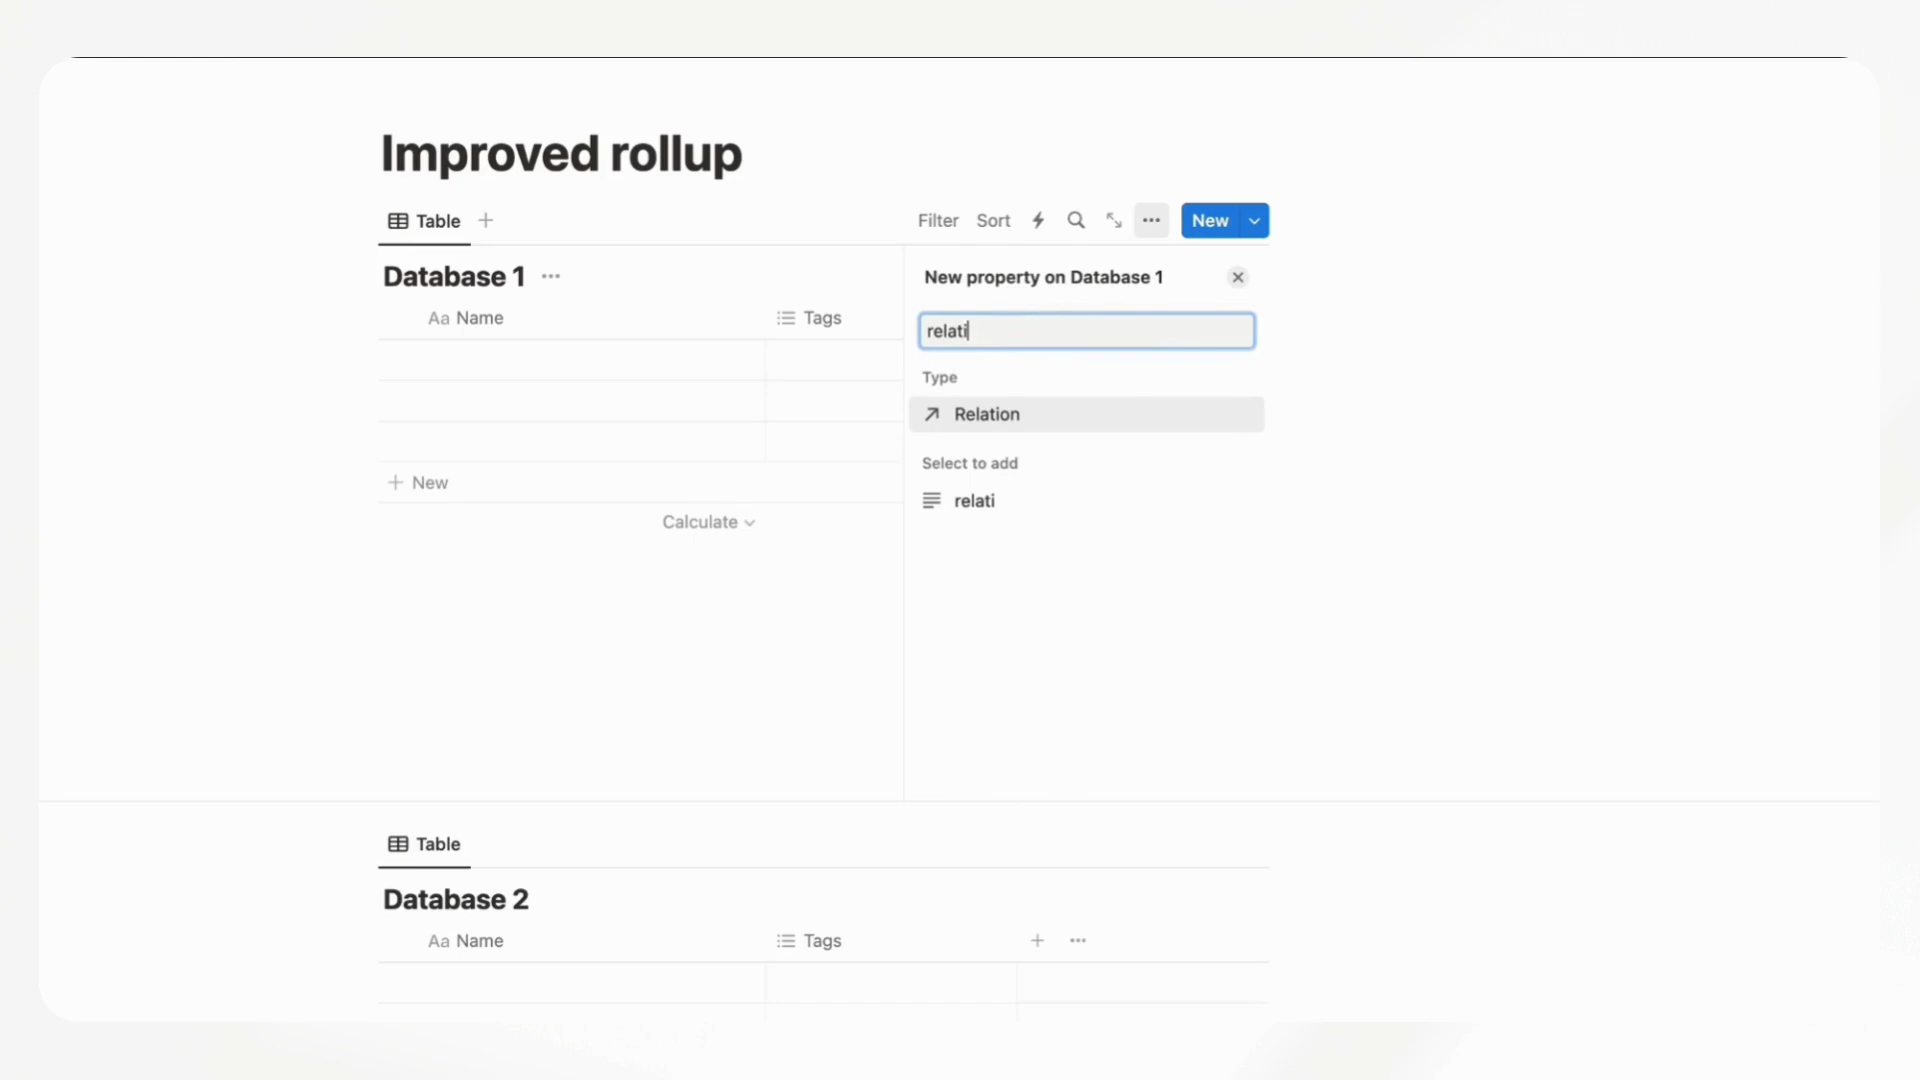 Improved rollup
Table
Filter Sort New
Database 1
Aa Name Tags
New
Calculate
New property on Database 1
relati
Type
Relation
Select to add
relati
Table
Database 2
Aa Name Tags